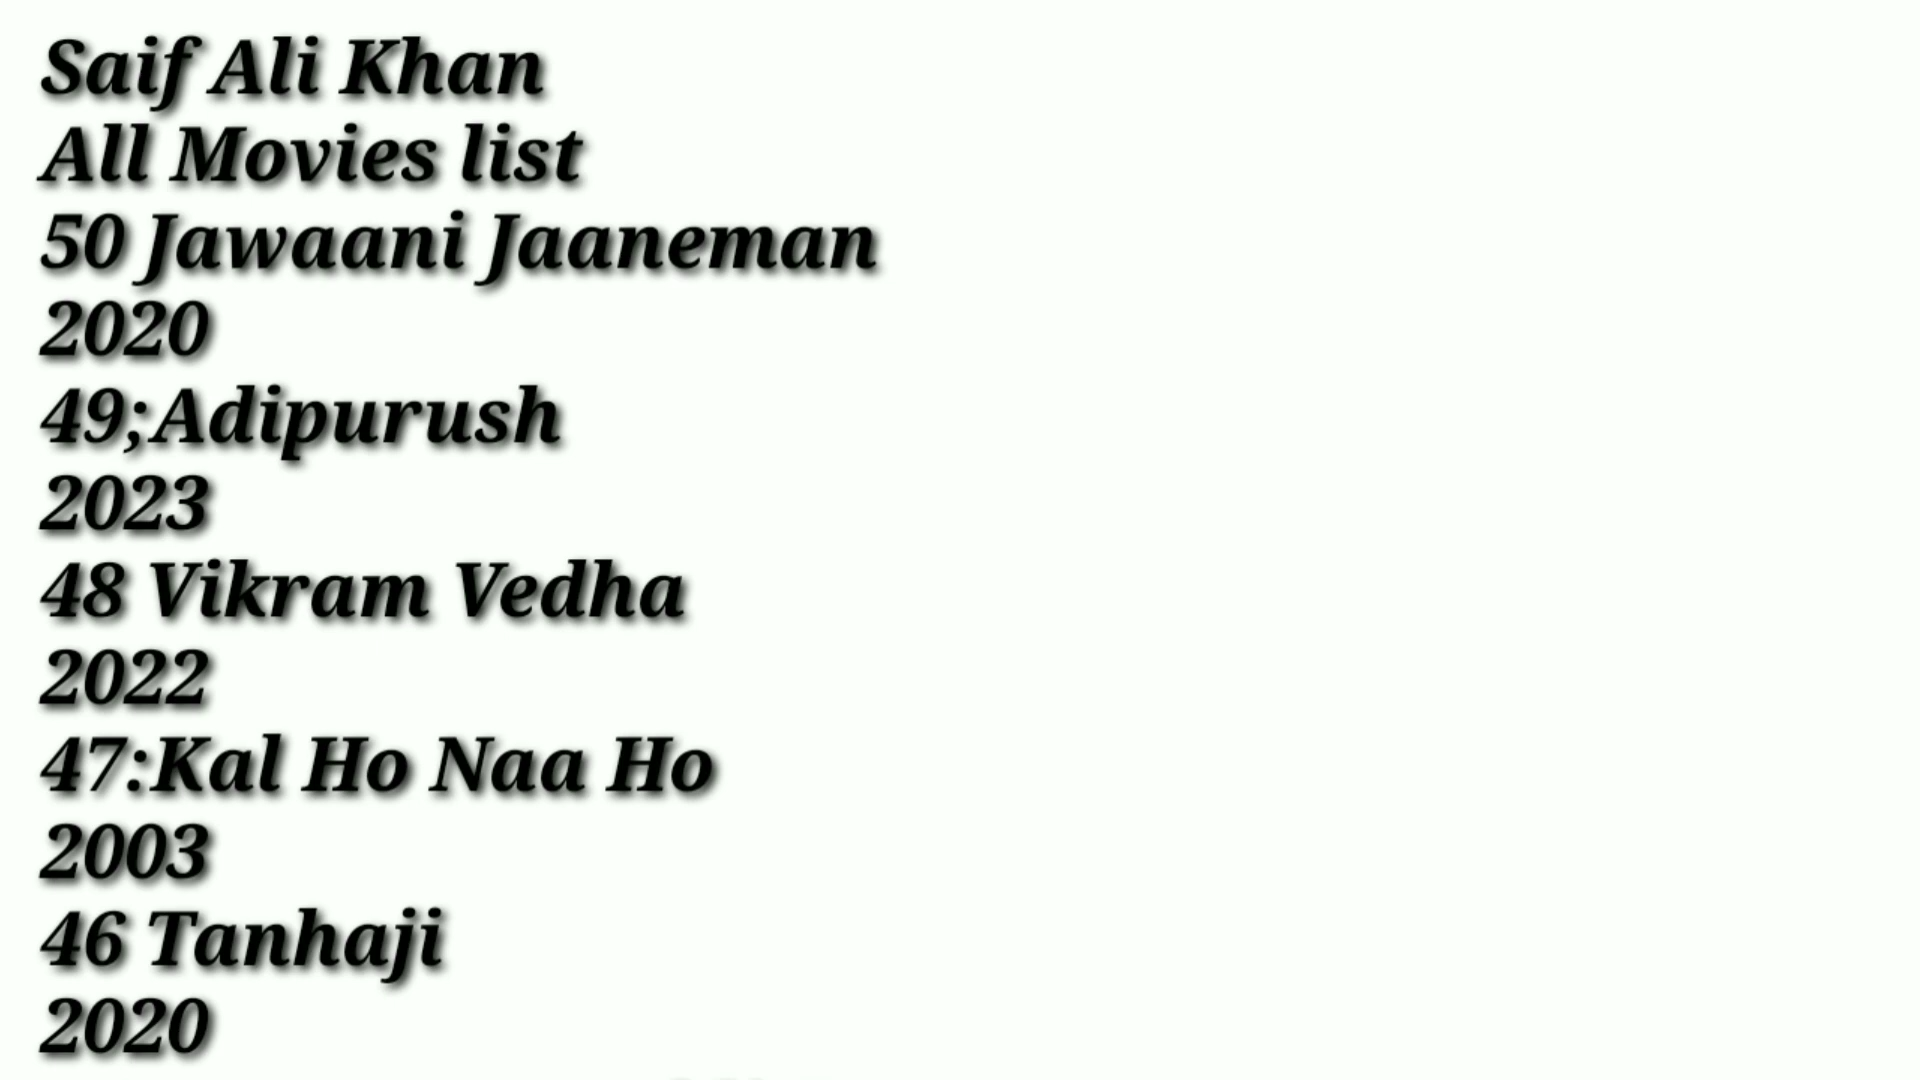 Saif Ali Khan
All Movies list
50 Jawaani Jaaneman
2020
49;Adipurush
2023
48 Vikram Vedha
2022
47:Kal Ho Naa Ho
2003
46 Tanhaji
2020